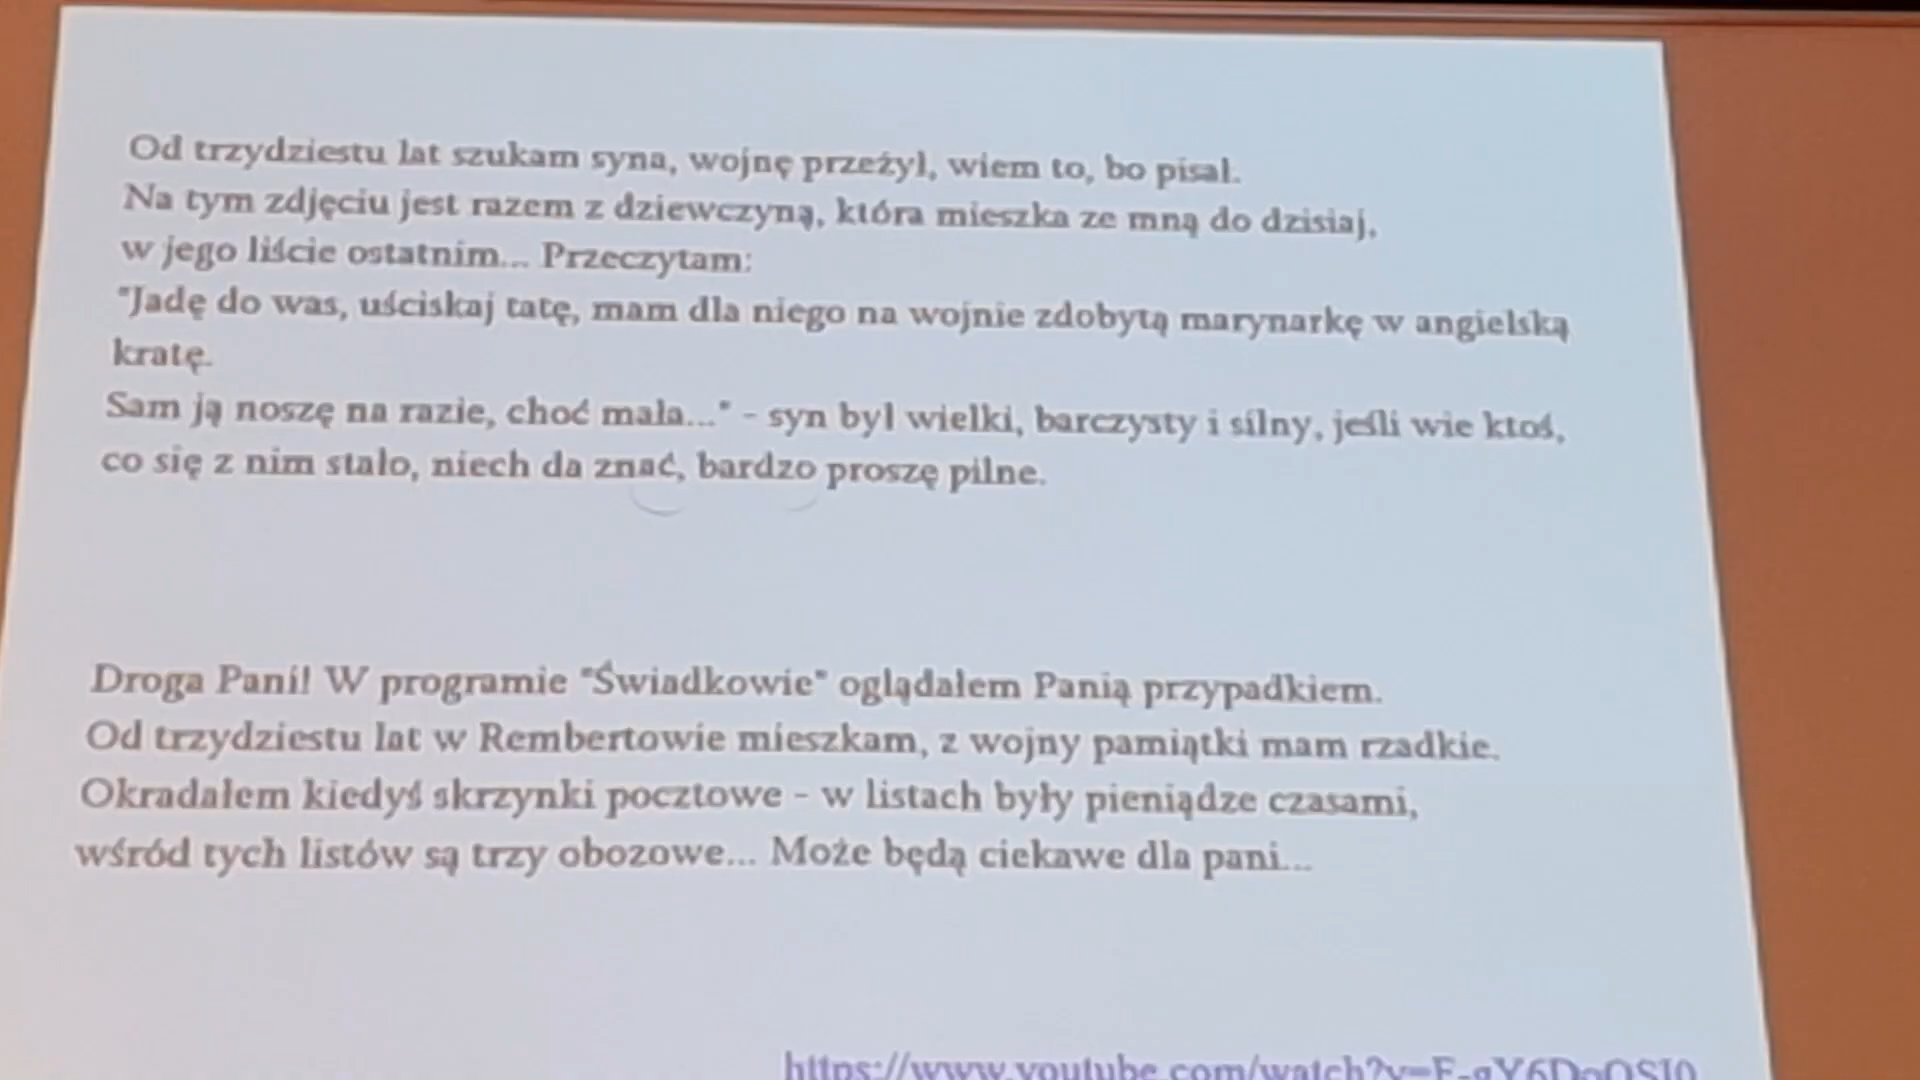 Od trzydziestu lat szukam syna, wojnę przeżył, wiem to, bo pisał.
Na tym zdjęciu jest razem z dziewczyną, która mieszka ze mną do dzisiaj,
w jego liście ostatnim... Przeczytam:
"Jadę do was, uściskaj tatę, mam dla niego na wojnie zdobytą marynarkę w angielską
kratę.
Sam ją noszę na razie, choć mała..." - syn był wielki, barczysty i silny, jeśli wie ktoś,
co się z nim stało, niech da znać, bardzo proszę pilne.
Droga Pani! W programie "Świadkowie" oglądałem Panią przypadkiem.
Od trzydziestu lat w Rembertowie mieszkam, z wojny pamiątki mam rzadkie.
Okradałem kiedyś skrzynki pocztowe - w listach były pieniądze czasami,
wśród tych listów są trzy obozowe... Może będą ciekawe dla pani...